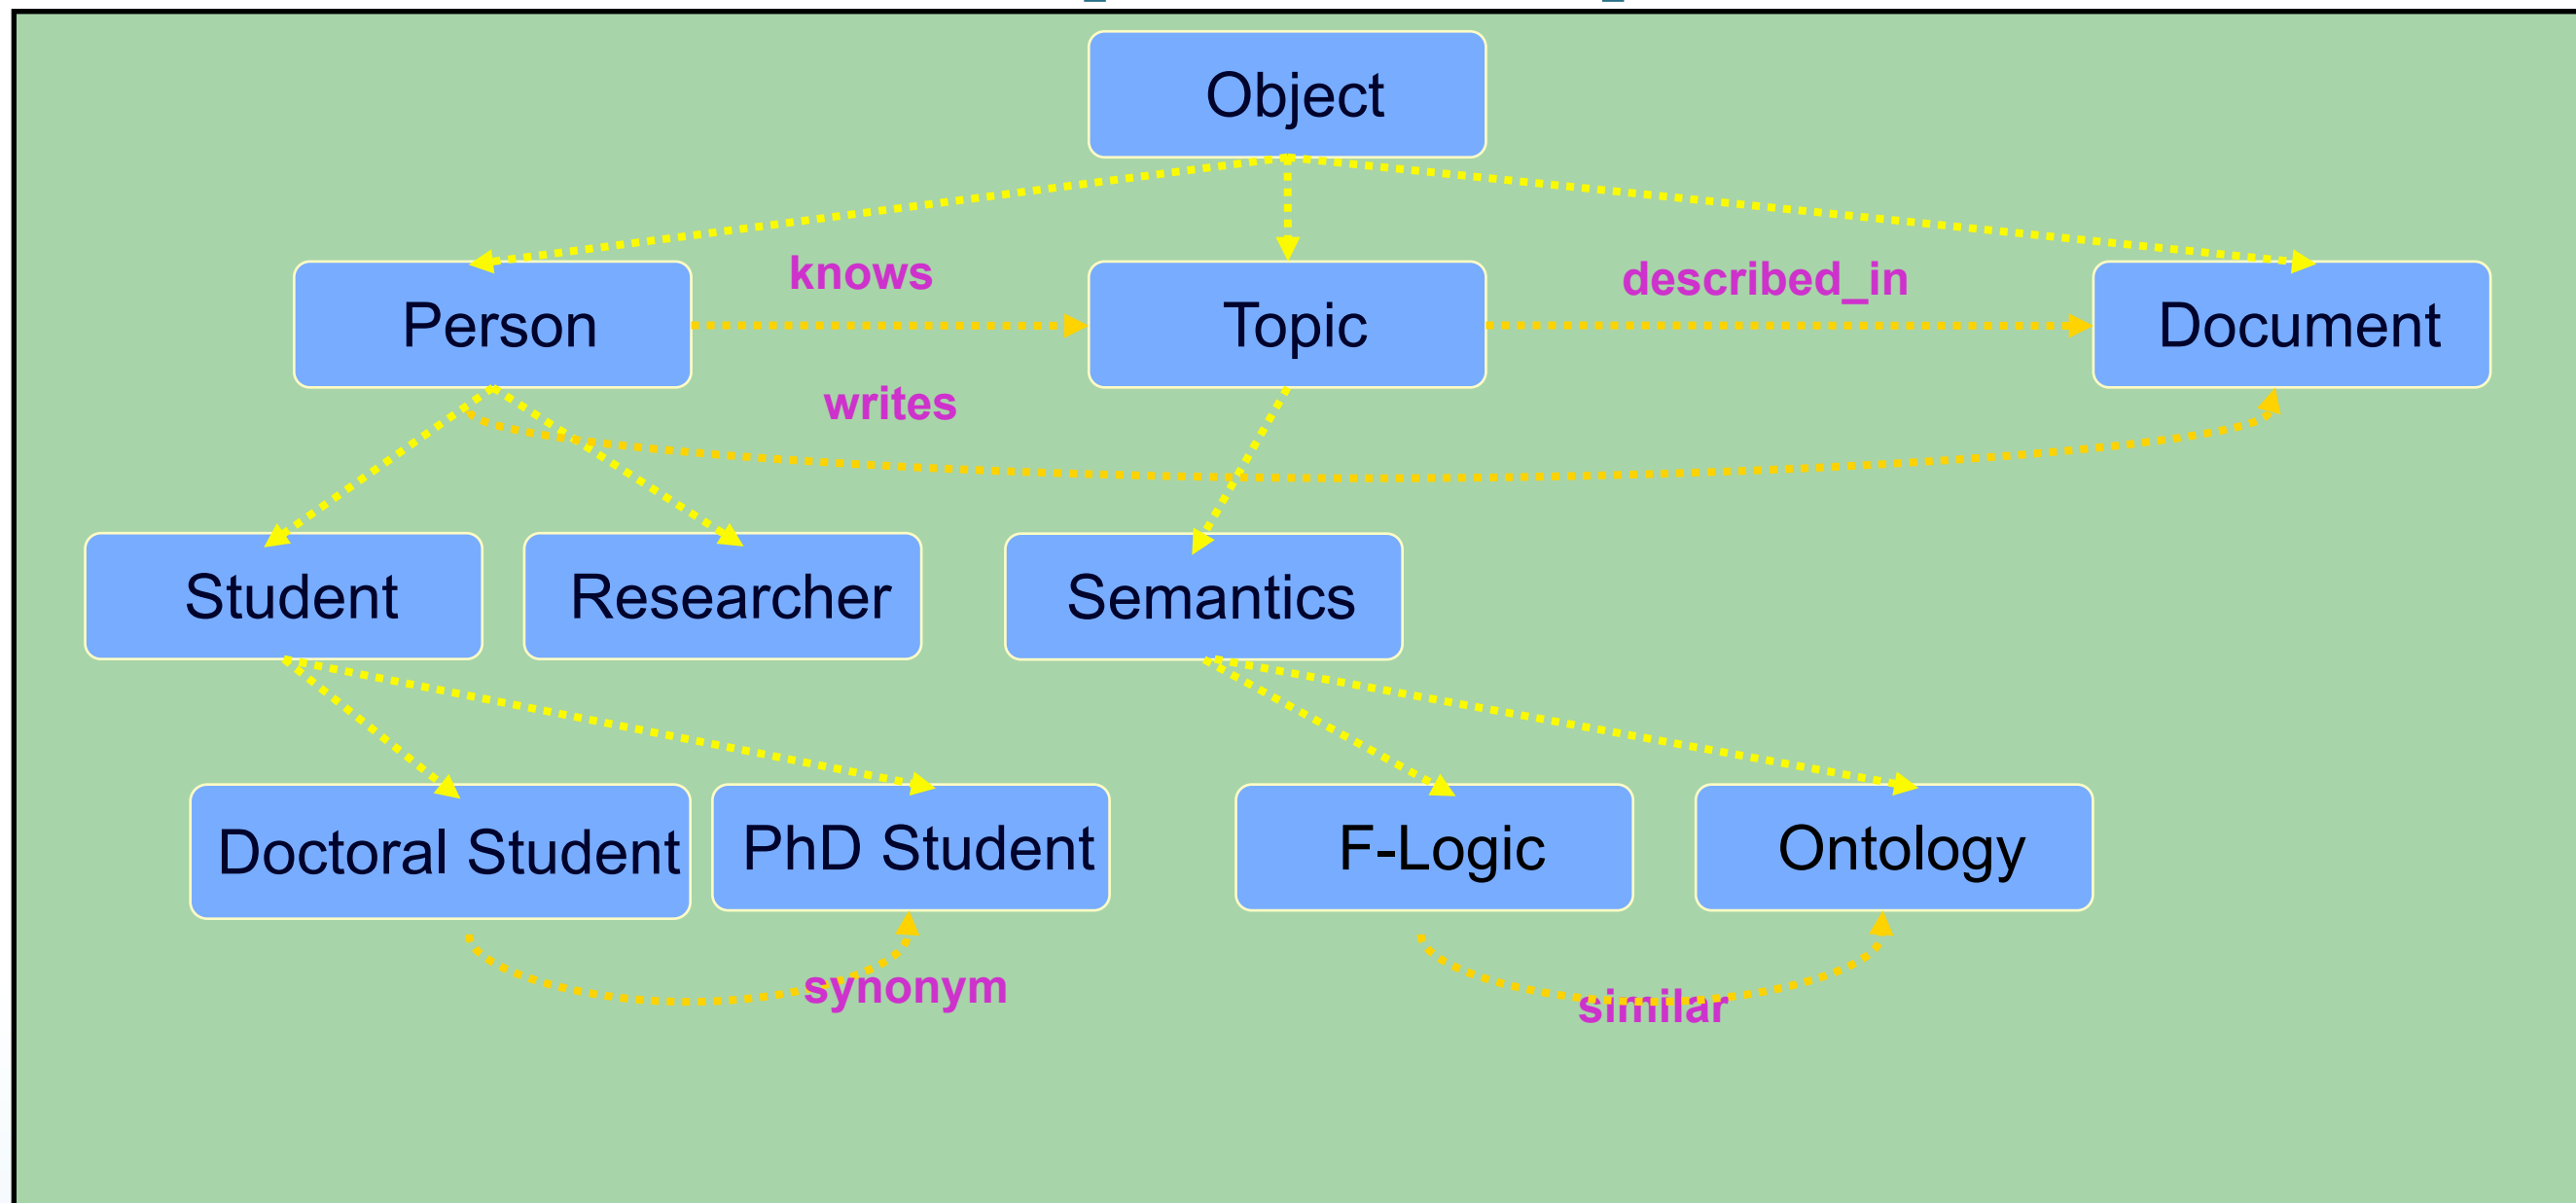 Object
knows
described_in
Person
Topic
Document
writes
Student
Researcher
Semantics
Doctoral Student
PhD Student
F-Logic
Ontology
synonym
similar